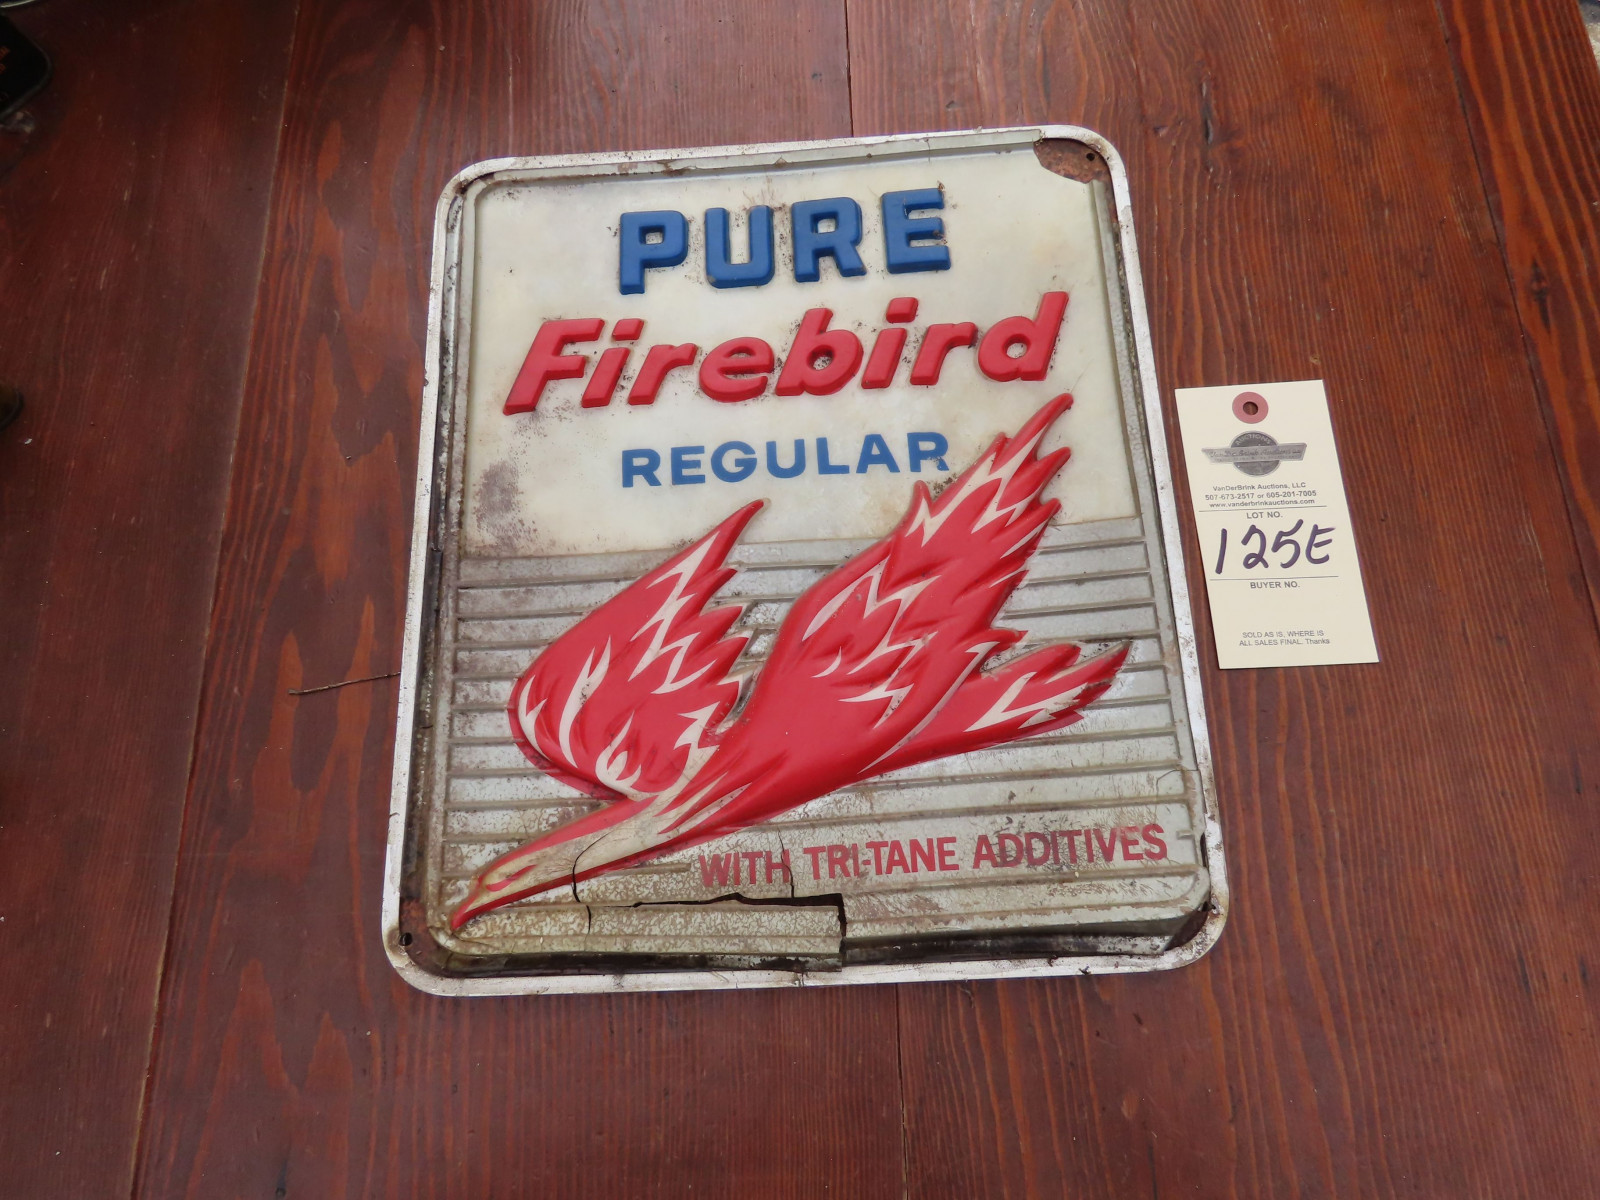 PURE
Firebird
REGULAR
WITH TRI-TANE ADDITIVES
VanDerBrink Auctions, LLC
507-673-2517 or 605-201-7005
www.vanderbrinkauctions.com
LOT NO.
125E
BUYER NO.
SOLD AS IS, WHERE IS
ALL SALES FINAL. Thanks